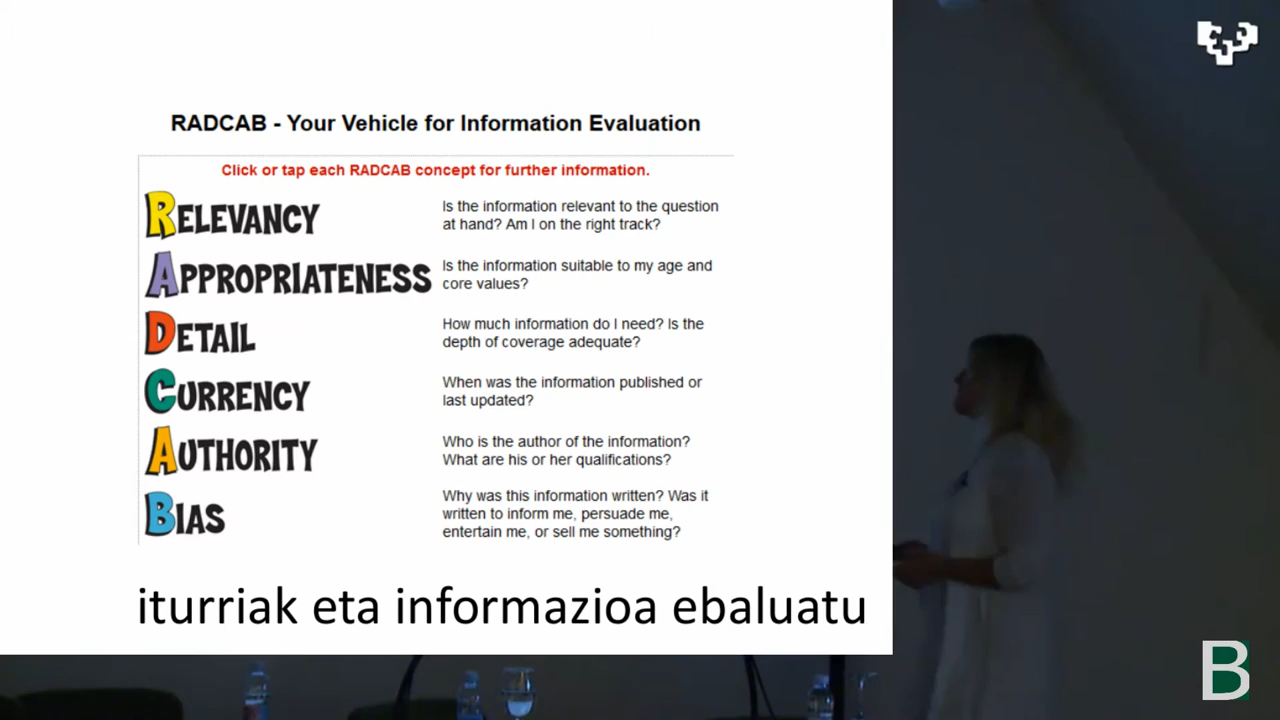 RADCAB - Your Vehicle for Information Evaluation
Click or tap each RADCAB concept for further information.
RELEVANCY
Is the information relevant to the question
at hand? Am I on the right track?
APPROPRIATENESS
Is the information suitable to my age and
core values?
DETAIL
How much information do I need? Is the
depth of coverage adequate?
CURRENCY
When was the information published or
last updated?
AUTHORITY
Who is the author of the information?
What are his or her qualifications?
BIAS
Why was this information written? Was it
written to inform me, persuade me,
entertain me, or sell me something?
iturriak eta informazioa ebaluatu
B